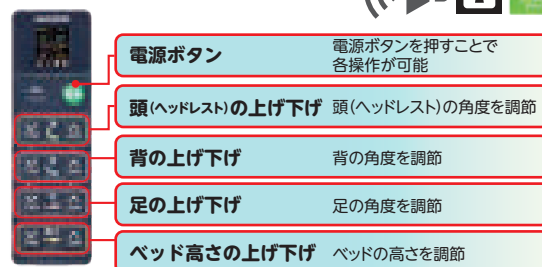 電源ボタン
電源ボタンを押すことで
各操作が可能
頭(ヘッドレスト)の上げ下げ
頭(ヘッドレスト)の角度を調節
背の上げ下げ
背の角度を調節
足の上げ下げ
足の角度を調節
ベッド高さの上げ下げ
ベッドの高さを調節